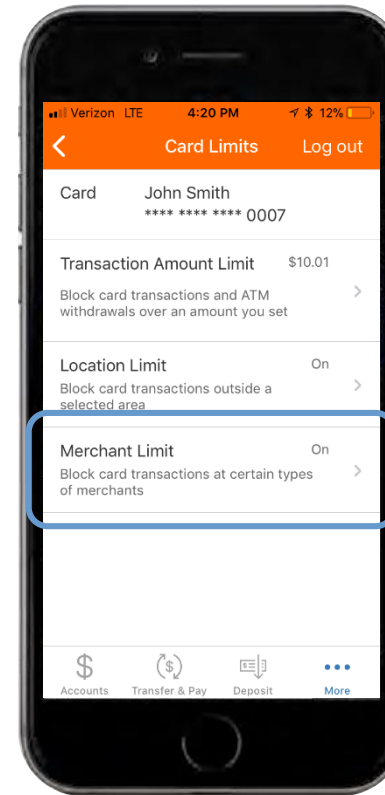 Verizon LTE 4:20 PM 12%
Card Limits Log out
Card John Smith
**** **** **** 0007
Transaction Amount Limit $10.01
Block card transactions and ATM
withdrawals over an amount you set
Location Limit On
Block card transactions outside a
selected area
Merchant Limit On
Block card transactions at certain types
of merchants
Accounts Transfer & Pay Deposit More